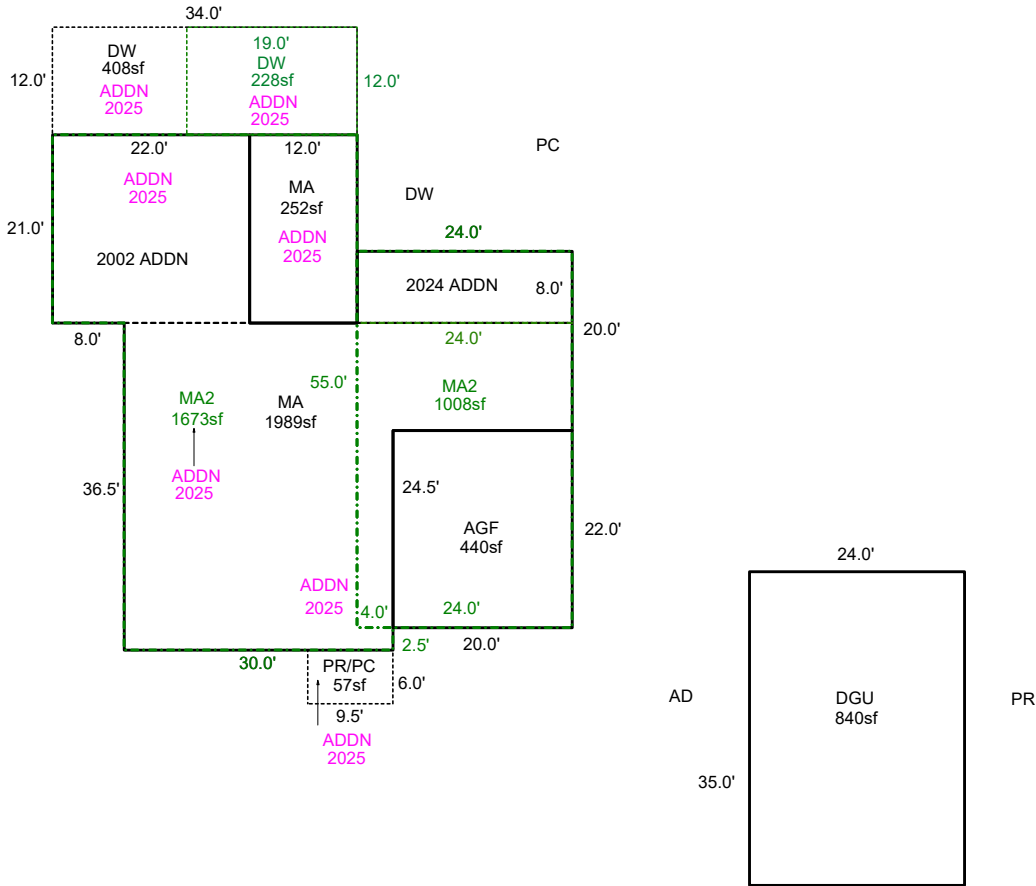 34.0'
12.0'
DW
408sf
ADDN
2025
19.0'
DW
228sf
ADDN
2025
12.0'
PC
22.0'
ADDN
2025
12.0'
MA
252sf
ADDN
2025
DW
21.0'
2002 ADDN
24.0'
2024 ADDN
8.0'
8.0'
24.0'
20.0'
55.0'
MA2
1673sf
MA
1989sf
MA2
1008sf
ADDN
2025
36.5'
24.5'
AGF
440sf
22.0'
ADDN
2025
4.0'
24.0'
2.5'
20.0'
30.0'
PR/PC
57sf
6.0'
9.5'
ADDN
2025
24.0'
AD
DGU
840sf
PR
35.0'